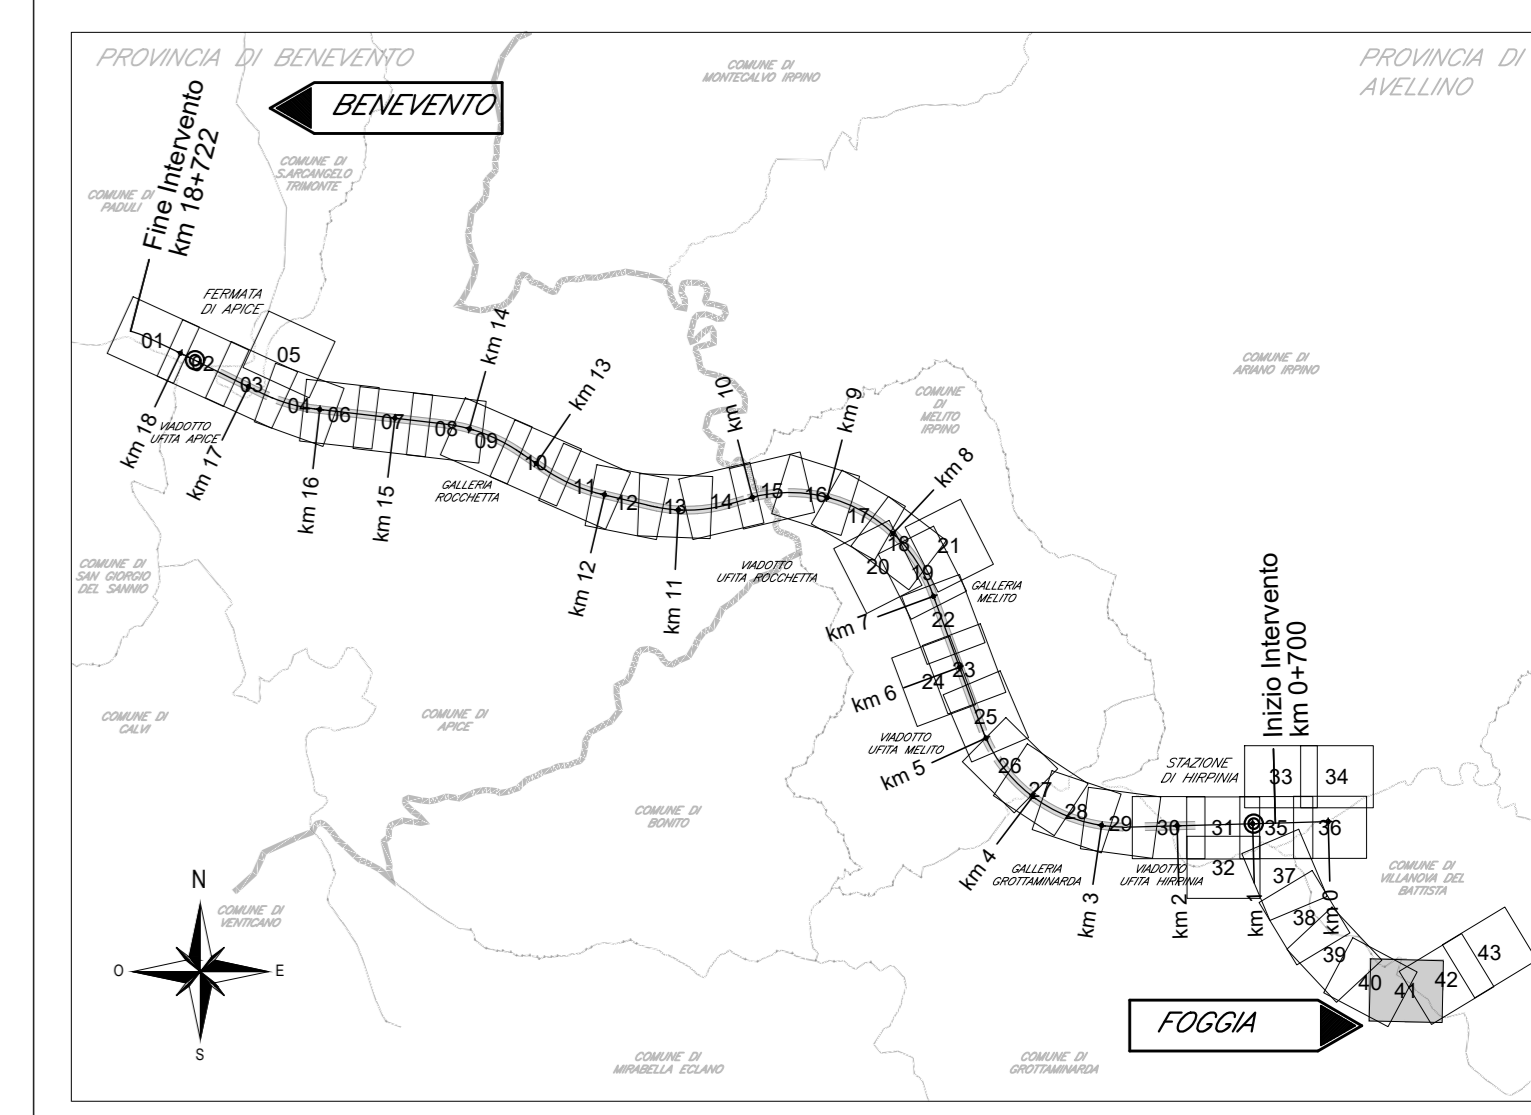 PROVINCIA DI BENEVENTO
PROVINCIA DI
AVELLINO
COMUNE DI
MONTECALVO IRPINO
BENEVENTO
Fine Intervento
km 18+722
COMUNE DI
S.ARCANGELO
TRIMONTE
COMUNE DI
PADULI
FERMATA
DI APICE
01
02
03
04
05
06
07
08
09
10
11
12
13
14
15
16
17
18
19
20
21
22
23
24
25
26
27
28
29
30
31
32
33
34
35
36
37
38
39
40
41
42
43
km 18
km 17
km 16
km 15
km 14
km 13
km 12
km 11
km 10
km 9
km 8
km 7
km 6
km 5
km 4
km 3
km 2
km 1
km 0
VIADOTTO
UFITA APICE
GALLERIA
ROCCHETTA
VIADOTTO
UFITA ROCCHETTA
GALLERIA
MELITO
VIADOTTO
UFITA MELITO
GALLERIA
GROTTAMINARDA
VIADOTTO
UFITA HIRPINIA
STAZIONE
DI HIRPINIA
Inizio Intervento
km 0+700
COMUNE DI
ARIANO IRPINO
COMUNE
DI
MELITO
IRPINO
COMUNE DI
SAN GIORGIO
DEL SANNIO
COMUNE DI
CALVI
COMUNE DI
APICE
COMUNE DI
BONITO
COMUNE DI
VILLANOVA DEL
BATTISTA
COMUNE DI
VENTICANO
N
O
E
S
FOGGIA
COMUNE DI
MIRABELLA ECLANO
COMUNE DI
GROTTAMINARDA